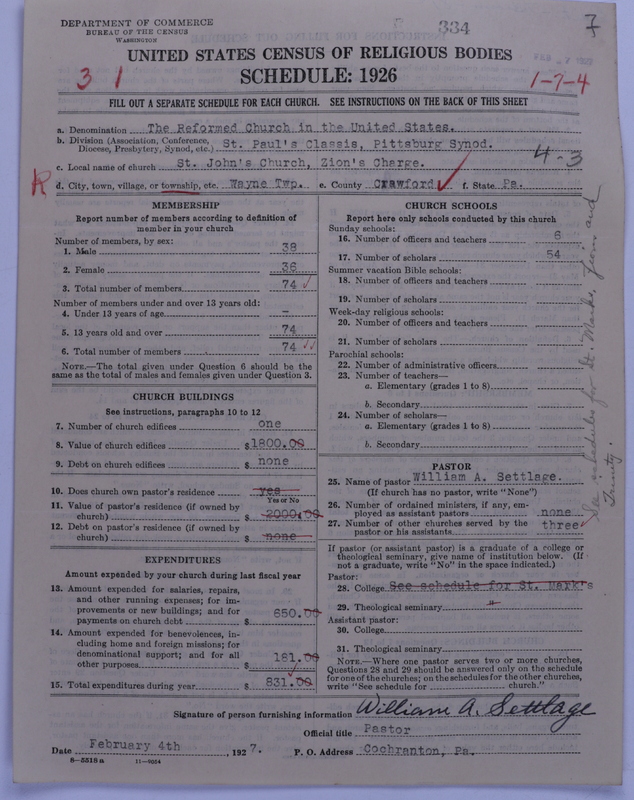 DEPARTMENT OF COMMERCE
BUREAU OF THE CENSUS
WASHINGTON
334
7
UNITED STATES CENSUS OF RELIGIOUS BODIES
SCHEDULE: 1926
3 1
1-7-4
FILL OUT A SEPARATE SCHEDULE FOR EACH CHURCH. SEE INSTRUCTIONS ON THE BACK OF THIS SHEET
a. Denomination The Reformed Church in the United States.
b. Division (Association, Conference, Diocese, Presbytery, Synod, etc.) St. Paul's Classis, Pittsburg Synod.
c. Local name of church St. John's Church, Zion's Charge.
4-3
R
d. City, town, village, or township, etc. Wayne Twp. e. County Crawford f. State Pa.
MEMBERSHIP
Report number of members according to definition of
member in your church
Number of members, by sex:
1. Male 38
2. Female 36
3. Total number of members 74
Number of members under and over 13 years old:
4. Under 13 years of age –
5. 13 years old and over 74
6. Total number of members 74
NOTE.—The total given under Question 6 should be
same as the total of males and females given under Question 3.
CHURCH BUILDINGS
See instructions, paragraphs 10 to 12
7. Number of church edifices one
8. Value of church edifices $1800.00
9. Debt on church edifices $ none
10. Does church own pastor's residence yes
Yes or No
11. Value of pastor's residence (if owned by
church) $ 2000.00
12. Debt on pastor's residence (if owned by
church) $ none
EXPENDITURES
Amount expended by your church during last fiscal year
13. Amount expended for salaries, repairs,
and other running expenses; for im-
provements or new buildings; and for
payments on church debt $ 650.00
14. Amount expended for benevolences, in-
cluding home and foreign missions; for
denominational support; and for all
other purposes $ 181.00
15. Total expenditures during year $ 831.00
CHURCH SCHOOLS
Report here only schools conducted by this church
Sunday schools:
16. Number of officers and teachers 6
17. Number of scholars 54
Summer vacation Bible schools:
18. Number of officers and teachers
19. Number of scholars
Week-day religious schools:
20. Number of officers and teachers
21. Number of scholars
Parochial schools:
22. Number of administrative officers
23. Number of teachers—
a. Elementary (grades 1 to 8)
b. Secondary
24. Number of scholars—
a. Elementary (grades 1 to 8)
b. Secondary
PASTOR
25. Name of pastor William A. Settlage.
(If church has no pastor, write "None")
26. Number of ordained ministers, if any, em-
ployed as assistant pastors none
27. Number of other churches served by the
pastor or his assistants three
If pastor (or assistant pastor) is a graduate of a college or
theological seminary, give name of institution below. (If
not a graduate, write "No" in the space indicated.)
Pastor:
28. College See schedule for St. Mark's
29. Theological seminary "
Assistant pastor:
30. College
31. Theological seminary
NOTE.—Where one pastor serves two or more churches,
Questions 28 and 29 should be answered only on the schedule
for one of the churches; on the schedules for the other churches,
write "See schedule for church."
See schedules for St. Marks, Zion and
Trinity.
Signature of person furnishing information William A. Settlage
Official title Pastor
Date February 4th, 1927. P. O. Address Cochranton, Pa.
8—5518 a 11—9024